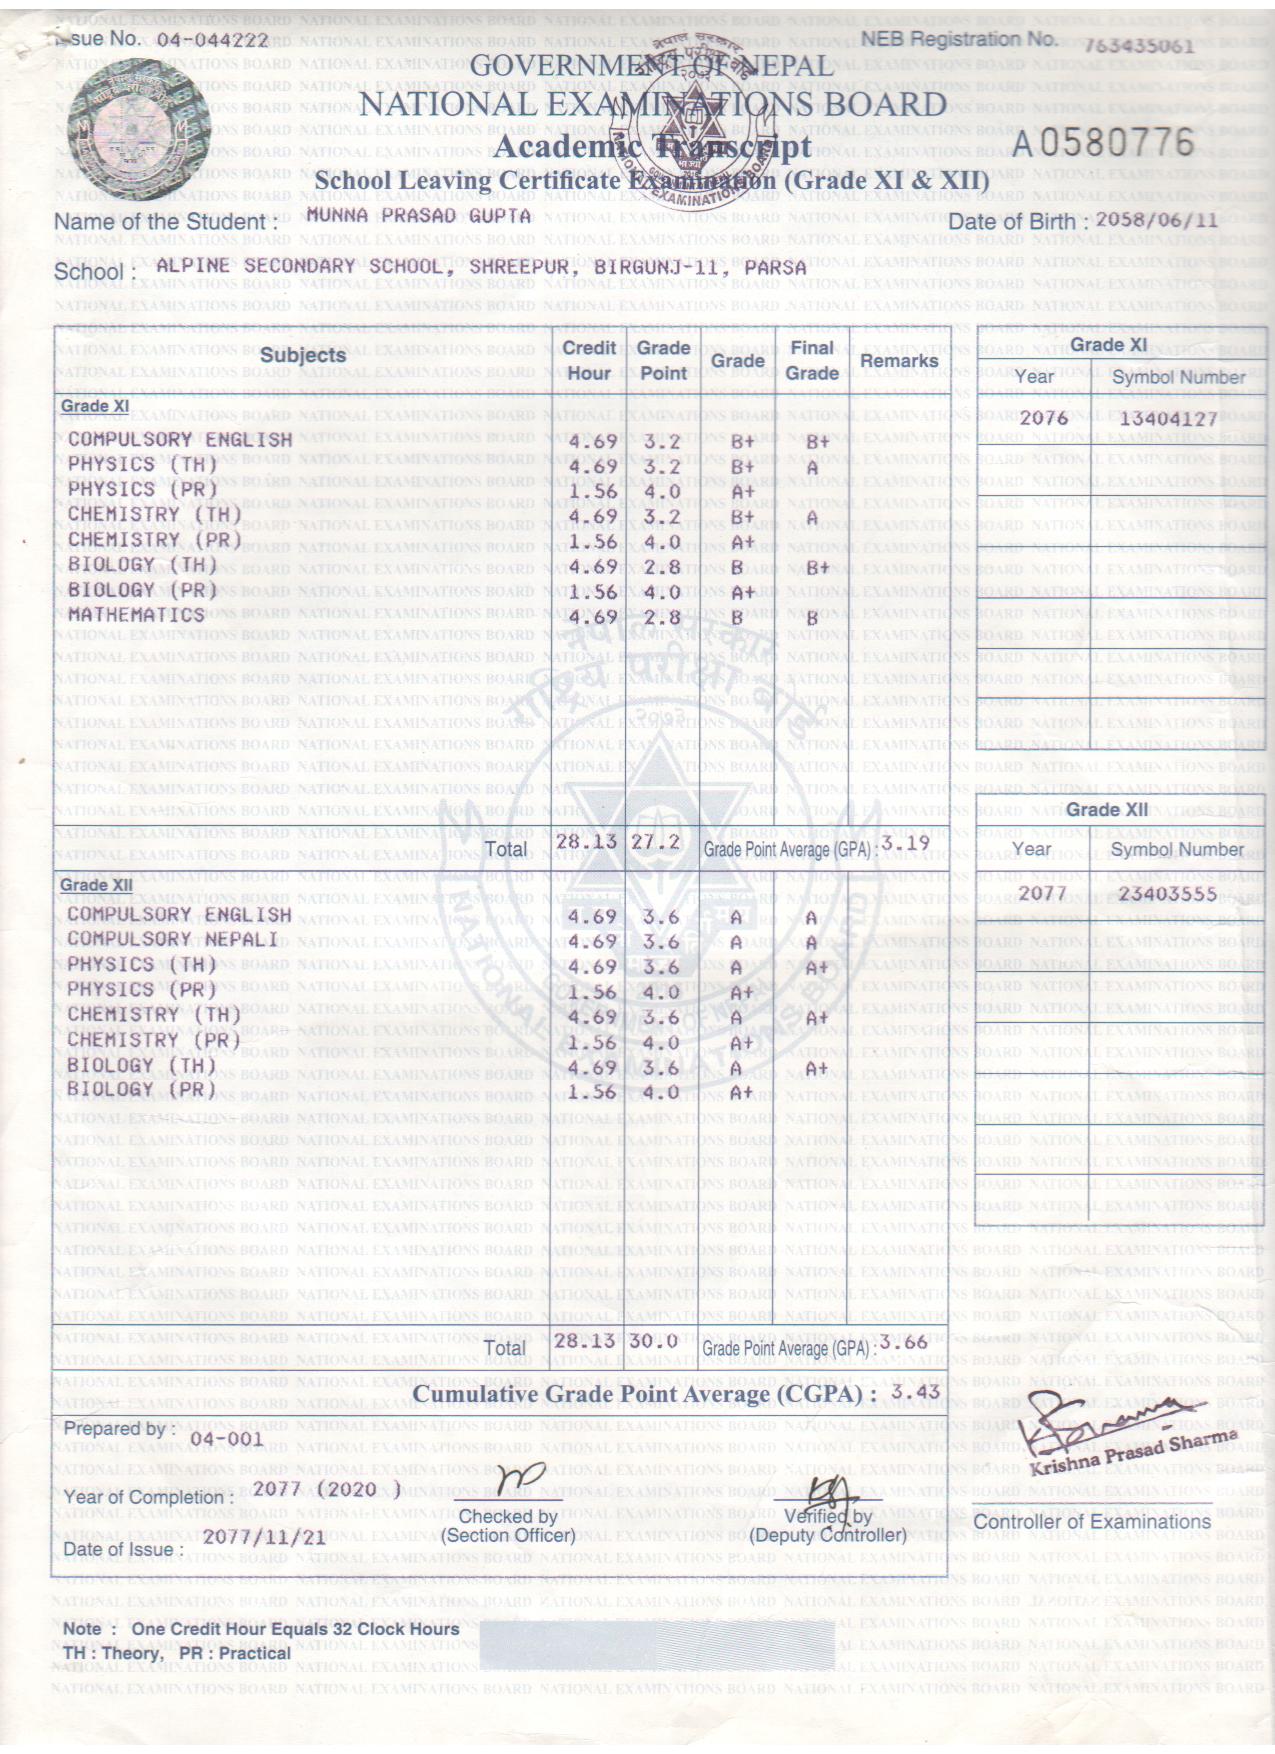 Issue No. 04-044222
NEB Registration No. 763435061
GOVERNMENT OF NEPAL
NATIONAL EXAMINATIONS BOARD
Academic Transcript
A0580776
School Leaving Certificate Examination (Grade XI & XII)
Name of the Student : MUNNA PRASAD GUPTA
Date of Birth : 2058/06/11
School : ALPINE SECONDARY SCHOOL, SHREEPUR, BIRGUNJ-11, PARSA
Subjects Credit Hour Grade Point Grade Final Grade Remarks
Grade XI
COMPULSORY ENGLISH 4.69 3.2 B+ B+
PHYSICS (TH) 4.69 3.2 B+ A
PHYSICS (PR) 1.56 4.0 A+
CHEMISTRY (TH) 4.69 3.2 B+ A
CHEMISTRY (PR) 1.56 4.0 A+
BIOLOGY (TH) 4.69 2.8 B B+
BIOLOGY (PR) 1.56 4.0 A+
MATHEMATICS 4.69 2.8 B B
Total 28.13 27.2 Grade Point Average (GPA) : 3.19
Grade XII
COMPULSORY ENGLISH 4.69 3.6 A A
COMPULSORY NEPALI 4.69 3.6 A A
PHYSICS (TH) 4.69 3.6 A A+
PHYSICS (PR) 1.56 4.0 A+
CHEMISTRY (TH) 4.69 3.6 A A+
CHEMISTRY (PR) 1.56 4.0 A+
BIOLOGY (TH) 4.69 3.6 A A+
BIOLOGY (PR) 1.56 4.0 A+
Total 28.13 30.0 Grade Point Average (GPA) : 3.66
Cumulative Grade Point Average (CGPA) : 3.43
Grade XI
Year Symbol Number
2076 13404127
Grade XII
Year Symbol Number
2077 23403555
Prepared by : 04-001
Year of Completion : 2077 (2020 )
Date of Issue : 2077/11/21
Checked by
(Section Officer)
Verified by
(Deputy Controller)
Krishna Prasad Sharma
Controller of Examinations
Note : One Credit Hour Equals 32 Clock Hours
TH : Theory, PR : Practical